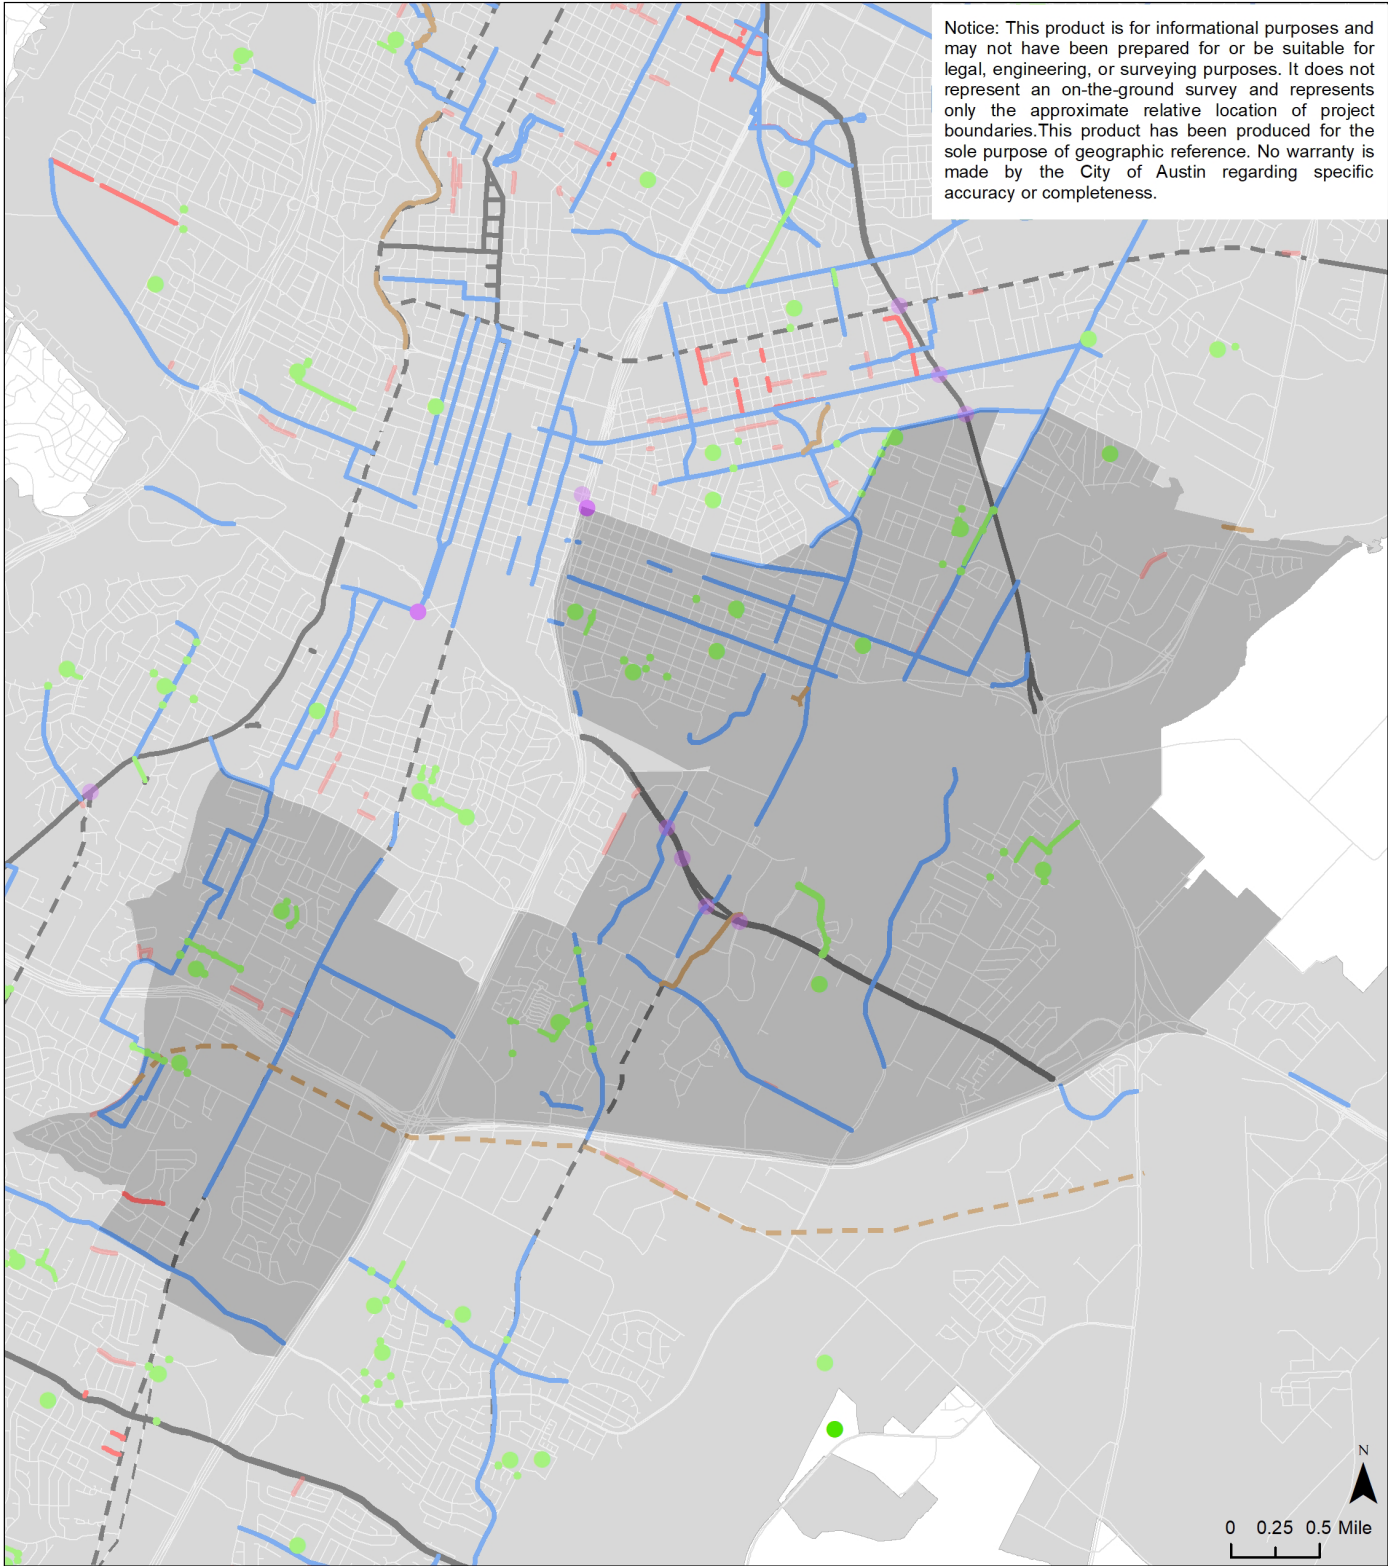 Notice: This product is for informational purposes and
may not have been prepared for or be suitable for
legal, engineering, or surveying purposes. It does not
represent an on-the-ground survey and represents
only the approximate relative location of project
boundaries.This product has been produced for the
sole purpose of geographic reference. No warranty is
made by the City of Austin regarding specific
accuracy or completeness.
N
0 0.25 0.5 Mile